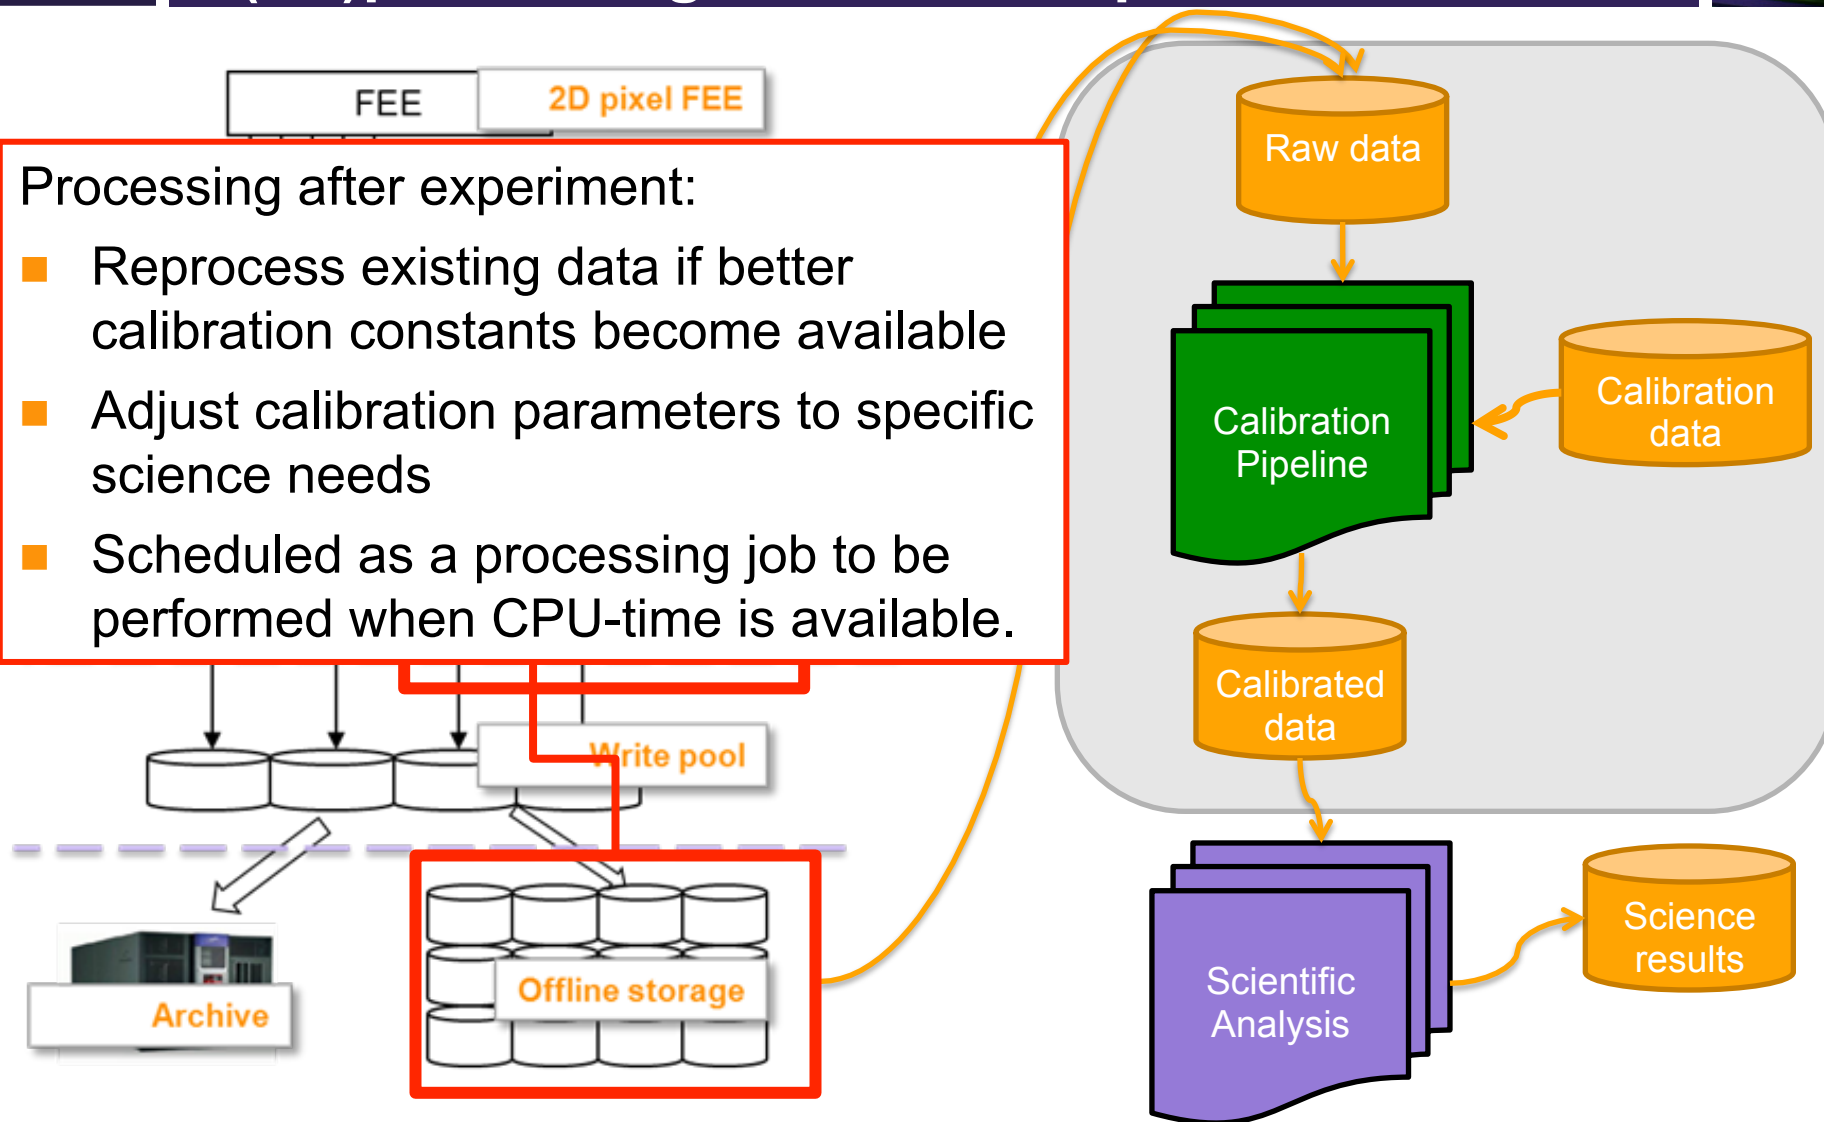 FEE
2D pixel FEE
Processing after experiment:
Reprocess existing data if better
calibration constants become available
Adjust calibration parameters to specific
science needs
Scheduled as a processing job to be
performed when CPU-time is available.
Write pool
Archive
Offline storage
Raw data
Calibration
Pipeline
Calibration
data
Calibrated
data
Scientific
Analysis
Science
results